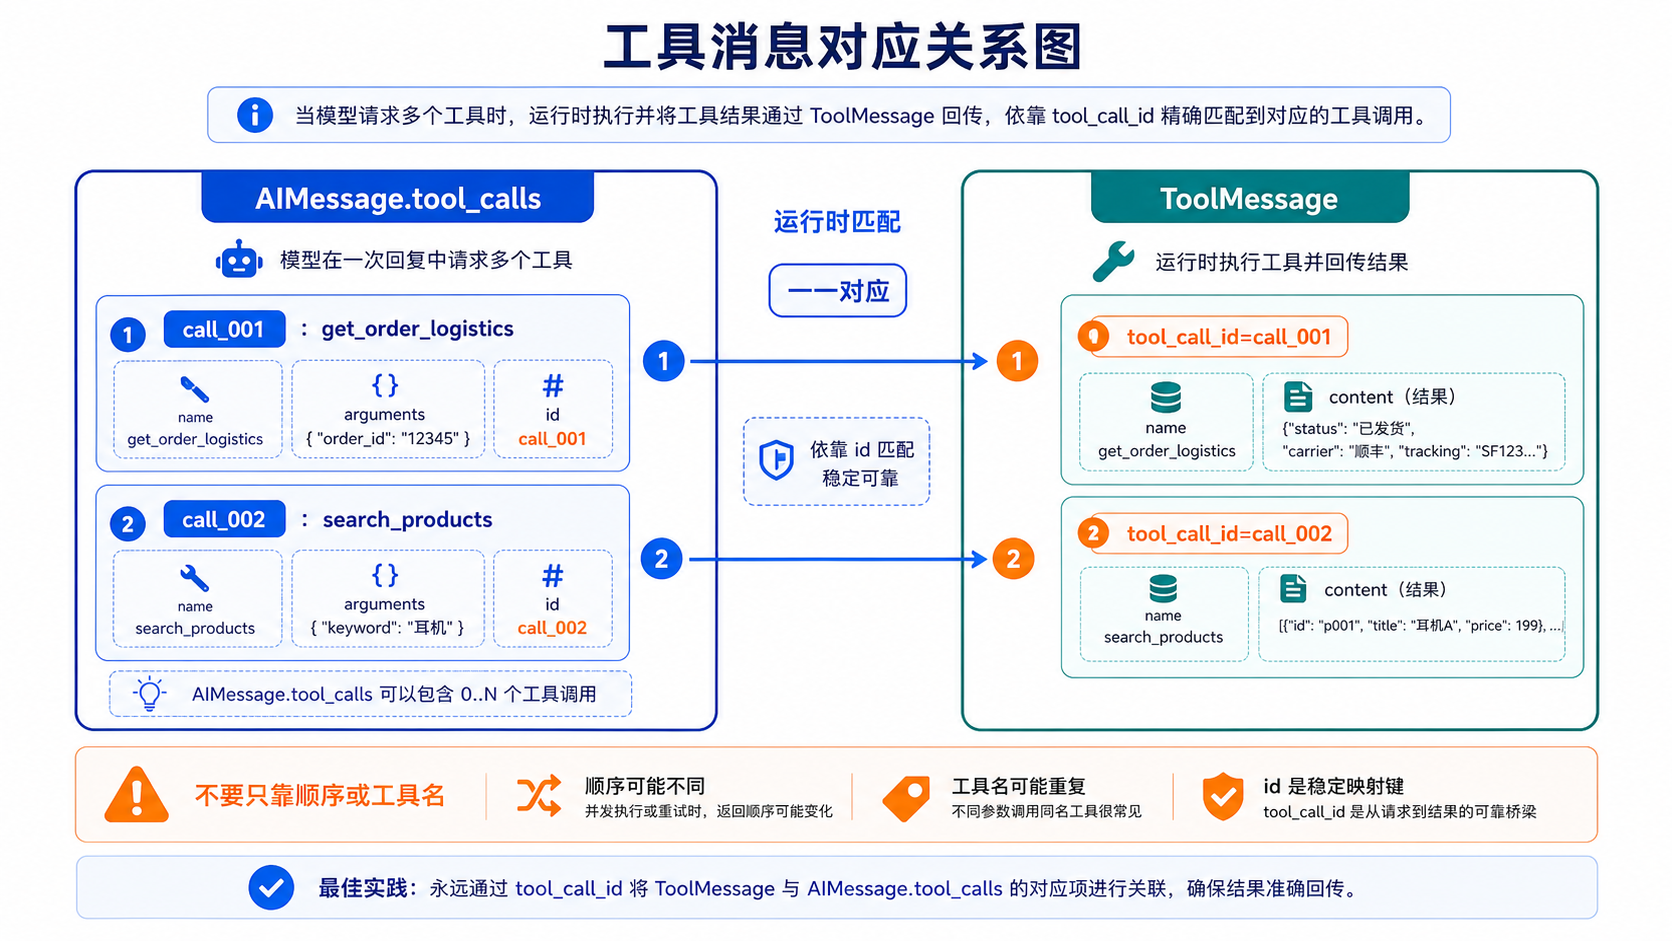 工具消息对应关系图
当模型请求多个工具时，运行时执行并将工具结果通过 ToolMessage 回传，依靠 tool_call_id 精确匹配到对应的工具调用。
AIMessage.tool_calls
模型在一次回复中请求多个工具
1 call_001 : get_order_logistics
name
get_order_logistics
{}
arguments
{ "order_id": "12345" }
#
id
call_001
2 call_002 : search_products
name
search_products
{}
arguments
{ "keyword": "耳机" }
#
id
call_002
AIMessage.tool_calls 可以包含 0..N 个工具调用
运行时匹配
一一对应
1
1
依靠 id 匹配
稳定可靠
2
2
ToolMessage
运行时执行工具并回传结果
tool_call_id=call_001
name
get_order_logistics
content（结果）
{"status": "已发货",
"carrier": "顺丰", "tracking": "SF123..."}
2 tool_call_id=call_002
name
search_products
content（结果）
[{"id": "p001", "title": "耳机A", "price": 199}, ...
不要只靠顺序或工具名
顺序可能不同
并发执行或重试时，返回顺序可能变化
工具名可能重复
不同参数调用同名工具很常见
id 是稳定映射键
tool_call_id 是从请求到结果的可靠桥梁
最佳实践：永远通过 tool_call_id 将 ToolMessage 与 AIMessage.tool_calls 的对应项进行关联，确保结果准确回传。